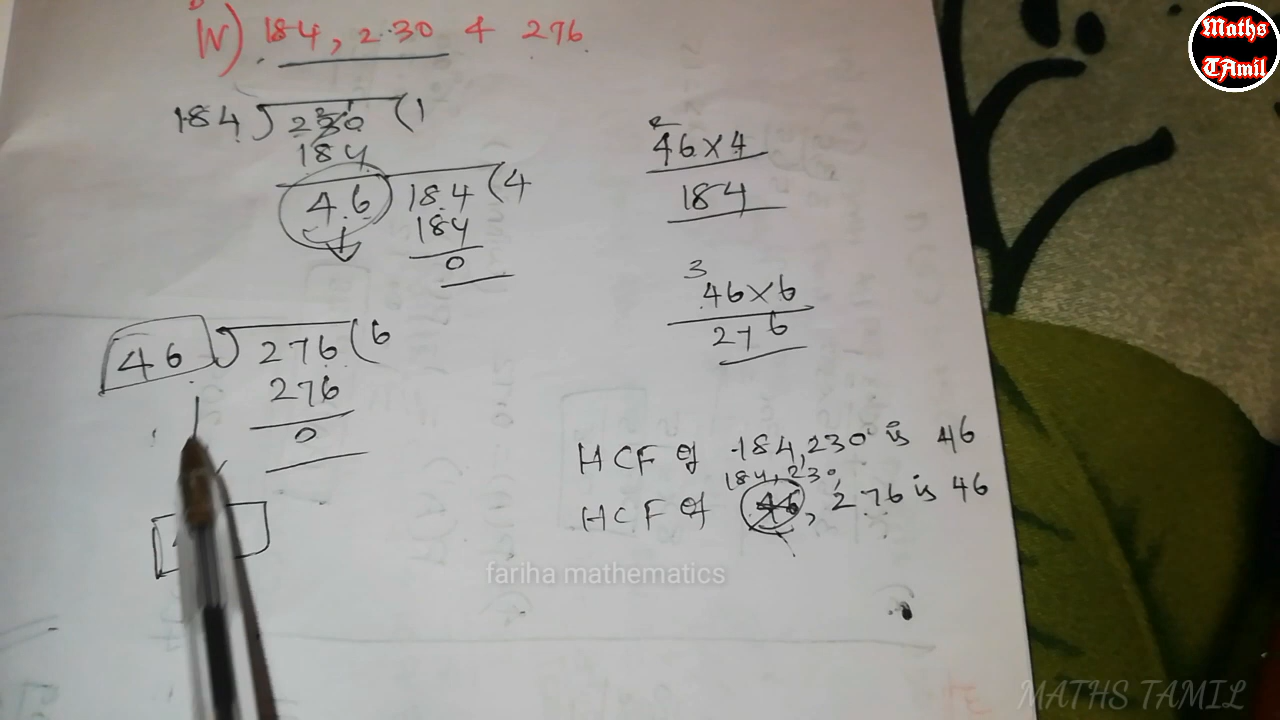 Maths
TAmil
iv) 184, 230 & 276
184 ) 230 ( 1
184
46 ) 184 ( 4
184
0
46 × 4
184
46 × 6
276
46 ) 276 ( 6
276
0
HCF of 184, 230 is 46
184, 230,
HCF of 46, 276 is 46
fariha mathematics
MATHS TAMIL